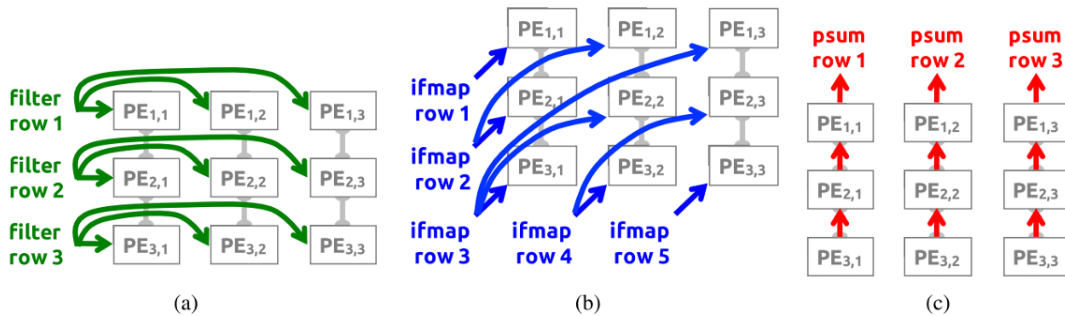 filter
row 1
PE1,1 PE1,2 PE1,3
filter
row 2
PE2,1 PE2,2 PE2,3
filter
row 3
PE3,1 PE3,2 PE3,3
(a)
PE1,1 PE1,2 PE1,3
ifmap
row 1
PE2,1 PE2,2 PE2,3
ifmap
row 2
PE3,1 PE3,2 PE3,3
ifmap
row 3
ifmap
row 4
ifmap
row 5
(b)
psum
row 1
psum
row 2
psum
row 3
PE1,1 PE1,2 PE1,3
PE2,1 PE2,2 PE2,3
PE3,1 PE3,2 PE3,3
(c)